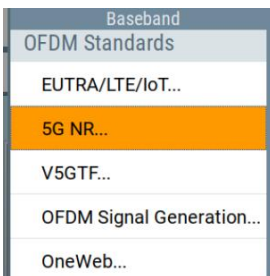 Baseband
OFDM Standards
EUTRA/LTE/IoT...
5G NR...
V5GTF...
OFDM Signal Generation...
OneWeb...